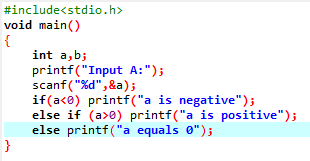 #include<stdio.h>
void main()
{
int a,b;
printf("Input A:");
scanf("%d",&a);
if(a<0) printf("a is negative");
else if (a>0) printf("a is positive");
else printf("a equals 0");
}